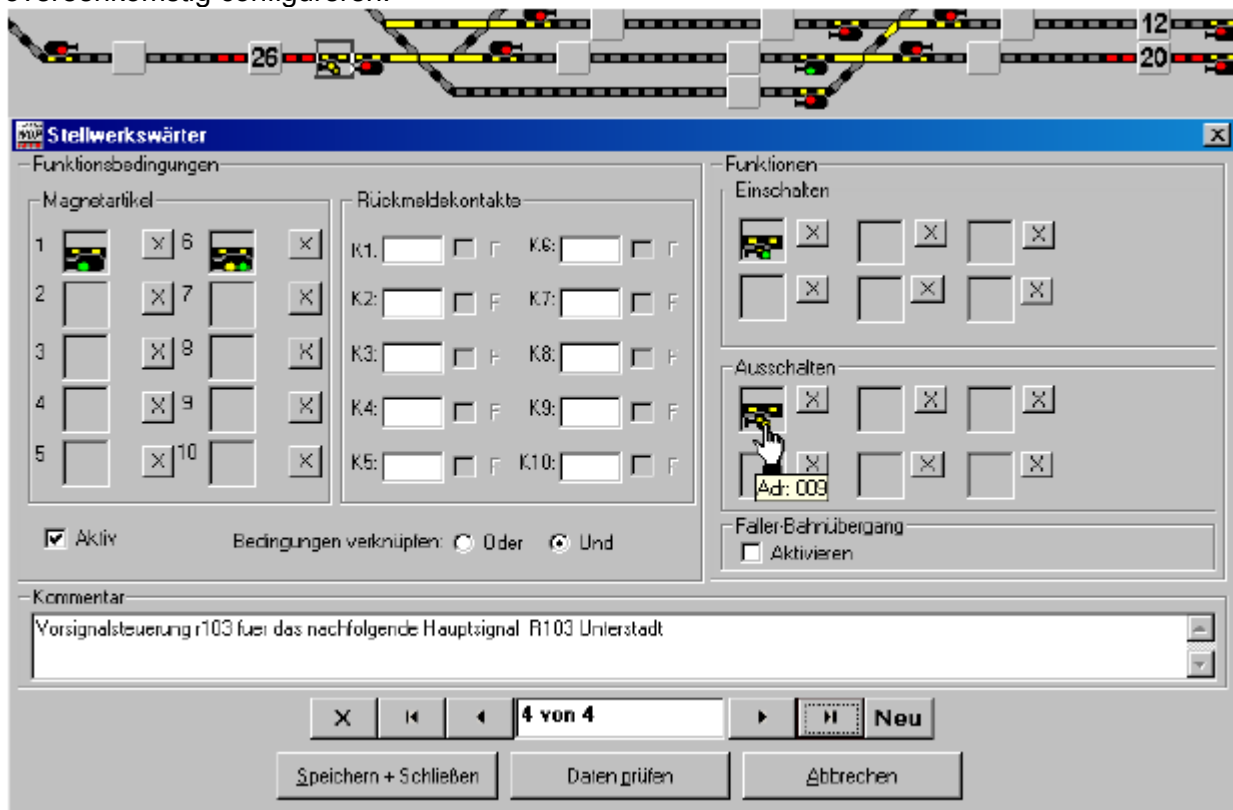 overeenkomstig configureren.
12
26
20
Stellwerkswärter
Funktionsbedingungen
Magnetartikel
1 X 6 X
2 X 7 X
3 X 8 X
4 X 9 X
5 X 10 X
Rückmeldekontakte
K1. F K6: F
K2: F K7: F
K3: F K8: F
K4: F K9: F
K5: F K10: F
Aktiv
Bedingungen verknüpfen: Oder Und
Funktionen
Einschalten
X X X
X X X
Ausschalten
X X X
X X X
Adr: 009
Faller-Bahnübergang
Aktivieren
Kommentar
Vorsignalsteuerung r103 fuer das nachfolgende Hauptsignal R103 Unterstadt
X 4 von 4 Neu
Speichern + Schließen Daten prüfen Abbrechen